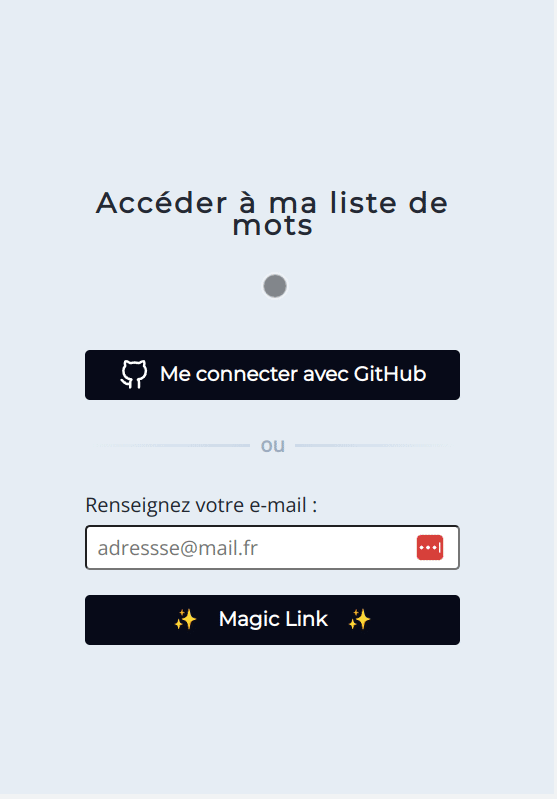 Accéder à ma liste de
mots
Me connecter avec GitHub
ou
Renseignez votre e-mail :
adressse@mail.fr
✨ Magic Link ✨